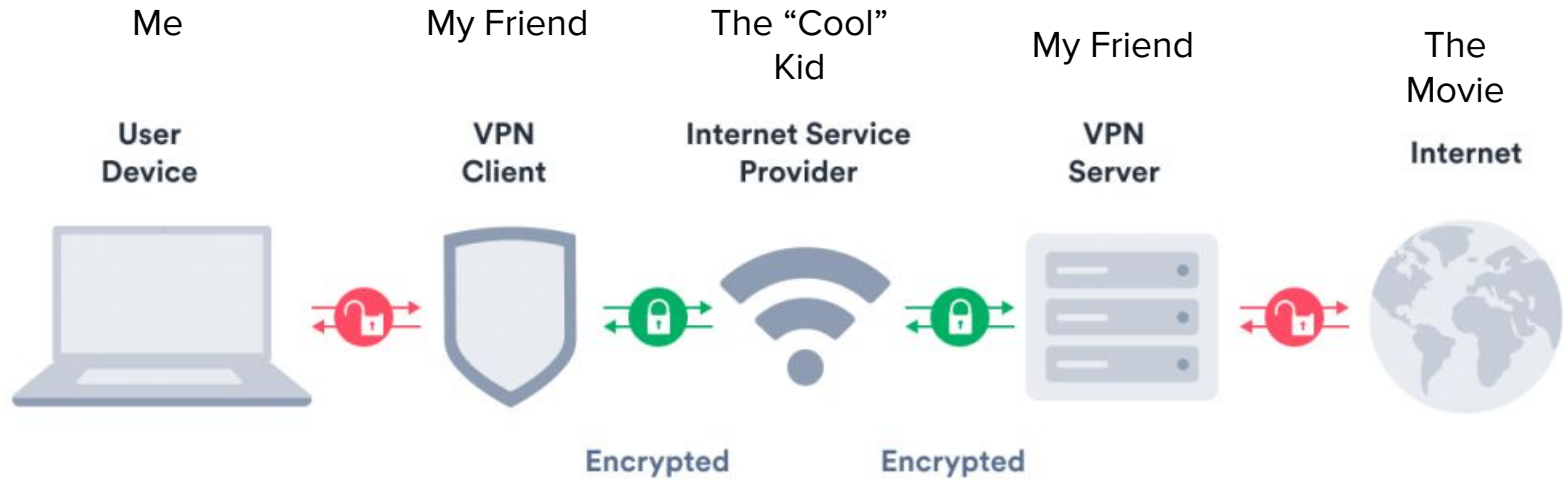 Me
My Friend
The “Cool”
Kid
My Friend
The
Movie
User
Device
VPN
Client
Internet Service
Provider
VPN
Server
Internet
Encrypted
Encrypted